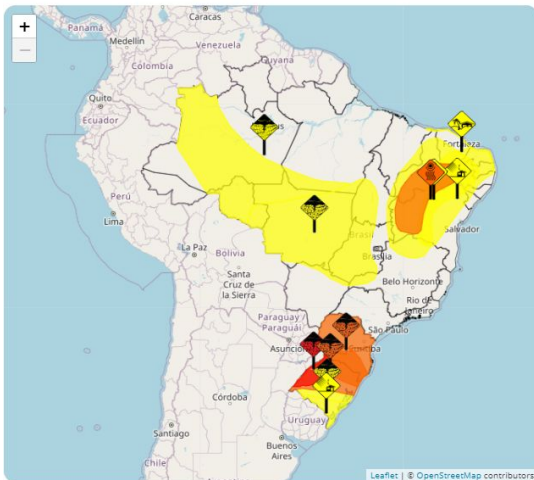 +
−
Caracas
Panamá
Medellín
Venezuela
Guyana
Colombia
Quito
Ecuador
Fortaleza
Perú
Lima
Salvador
La Paz
Brasil
Brasília
Bolivia
Santa
Cruz de
la Sierra
Belo Horizonte
Rio de
Janeiro
Paraguay /
Paraguái
São Paulo
Asunción
Curitiba
Córdoba
Uruguay
Santiago
Buenos
Aires
Chile
Leaflet | © OpenStreetMap contributors